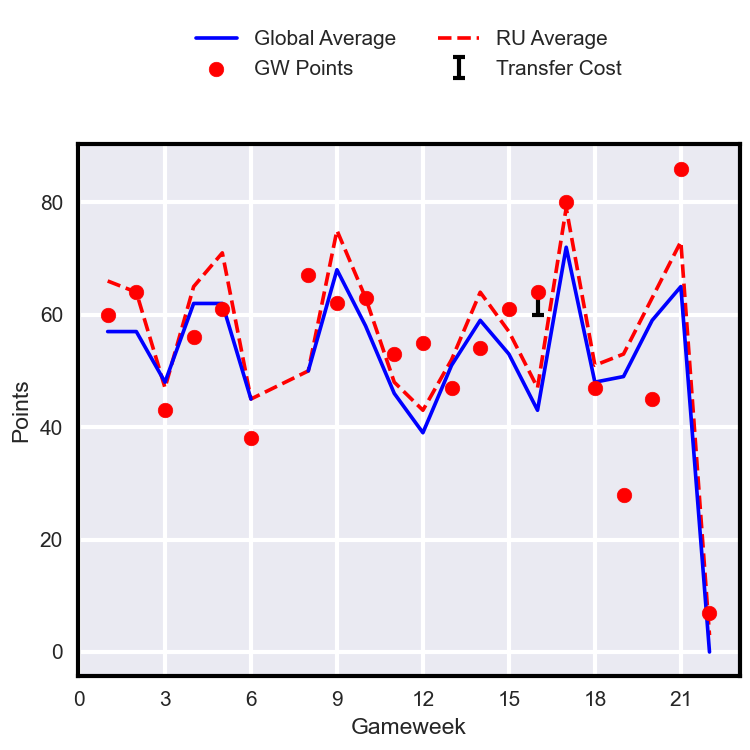 Global Average
RU Average
GW Points
Transfer Cost
80
60
40
20
0
Points
0 3 6 9 12 15 18 21
Gameweek